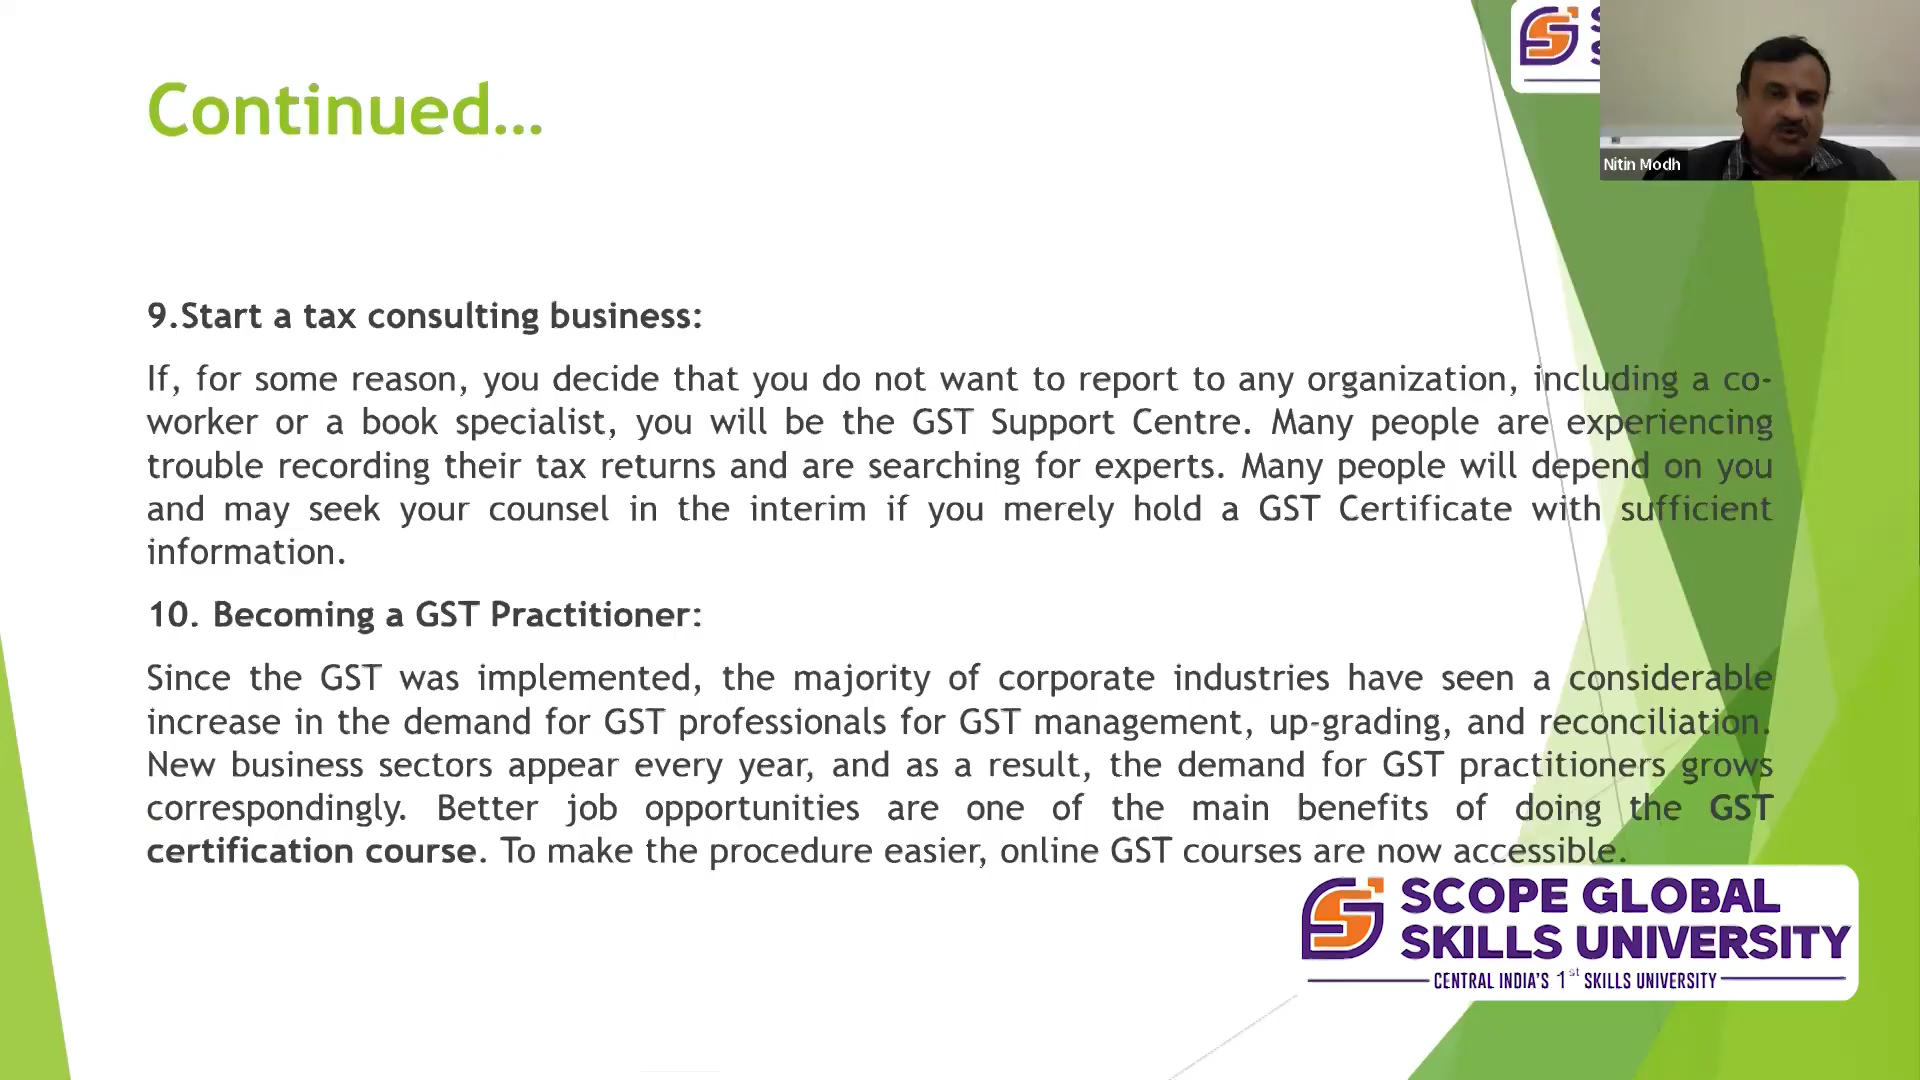 Continued...
Nitin Modh
9.Start a tax consulting business:
If, for some reason, you decide that you do not want to report to any organization, including a co-
worker or a book specialist, you will be the GST Support Centre. Many people are experiencing
trouble recording their tax returns and are searching for experts. Many people will depend on you
and may seek your counsel in the interim if you merely hold a GST Certificate with sufficient
information.
10. Becoming a GST Practitioner:
Since the GST was implemented, the majority of corporate industries have seen a considerable
increase in the demand for GST professionals for GST management, up-grading, and reconciliation.
New business sectors appear every year, and as a result, the demand for GST practitioners grows
correspondingly. Better job opportunities are one of the main benefits of doing the GST
certification course. To make the procedure easier, online GST courses are now accessible.
SCOPE GLOBAL
SKILLS UNIVERSITY
CENTRAL INDIA'S 1st SKILLS UNIVERSITY